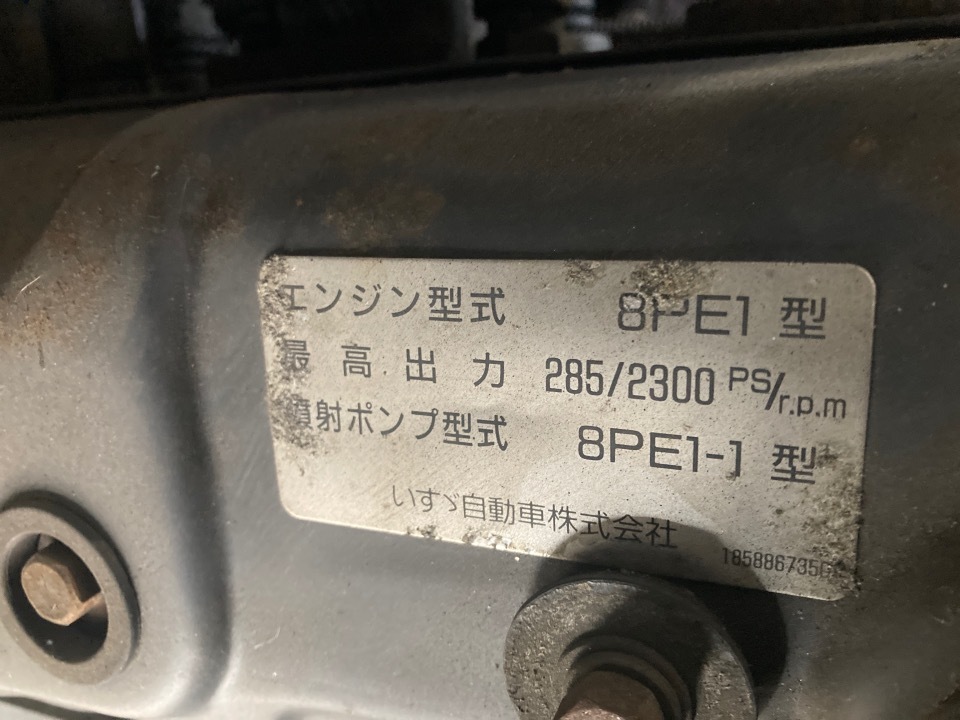 エンジン型式 8PE1 型
最高出力 285/2300 PS/r.p.m
噴射ポンプ型式 8PE1-1 型
いすゞ自動車株式会社